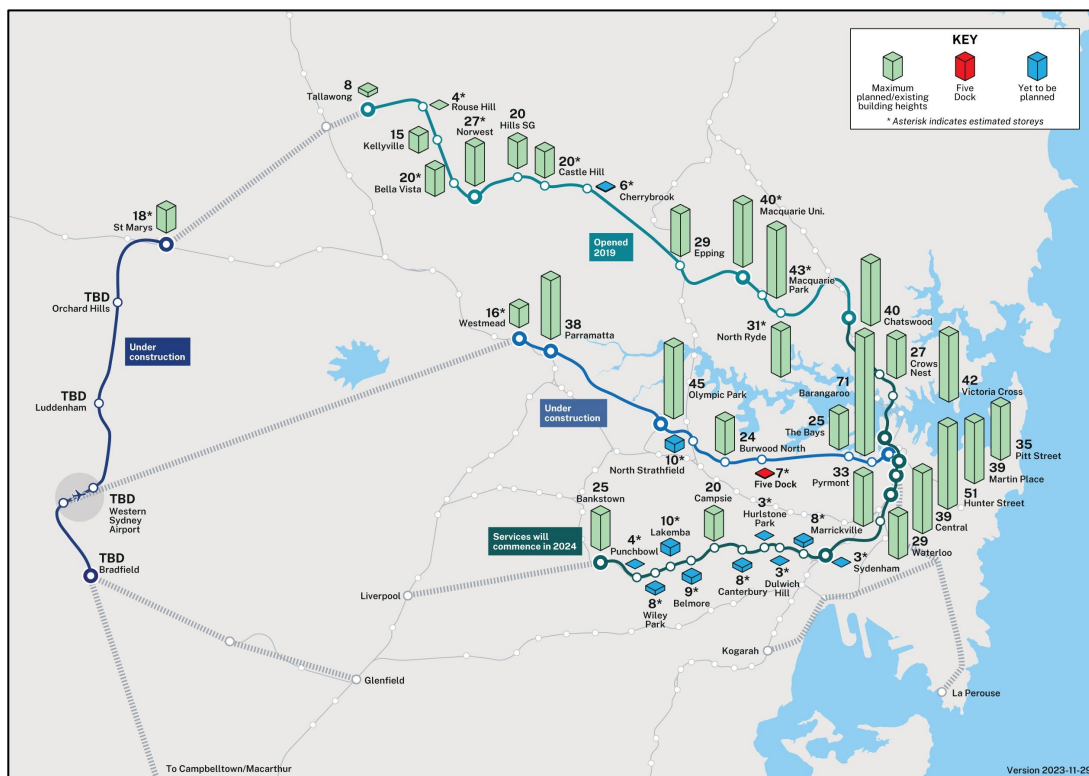 KEY
Maximum
planned/existing
building heights
Five
Dock
Yet to be
planned
* Asterisk indicates estimated storeys
8
Tallawong
4*
Rouse Hill
15
Kellyville
20*
Bella Vista
27*
Norwest
20
Hills SG
20*
Castle Hill
6*
Cherrybrook
Opened
2019
29
Epping
40*
Macquarie Uni.
43*
Macquarie
Park
31*
North Ryde
40
Chatswood
27
Crows
Nest
42
Victoria Cross
71
Barangaroo
18*
St Marys
TBD
Orchard Hills
Under
construction
TBD
Luddenham
TBD
Western
Sydney
Airport
TBD
Bradfield
16*
Westmead
38
Parramatta
Under
construction
45
Olympic Park
10*
North Strathfield
24
Burwood North
7*
Five Dock
25
The Bays
33
Pyrmont
35
Pitt Street
39
Martin Place
51
Hunter Street
39
Central
29
Waterloo
Services will
commence in 2024
25
Bankstown
4*
Punchbowl
8*
Wiley
Park
10*
Lakemba
9*
Belmore
20
Campsie
8*
Canterbury
3*
Hurlstone
Park
3*
Dulwich
Hill
8*
Marrickville
3*
Sydenham
Liverpool
Glenfield
Kogarah
La Perouse
To Campbelltown/Macarthur
Version 2023-11-29